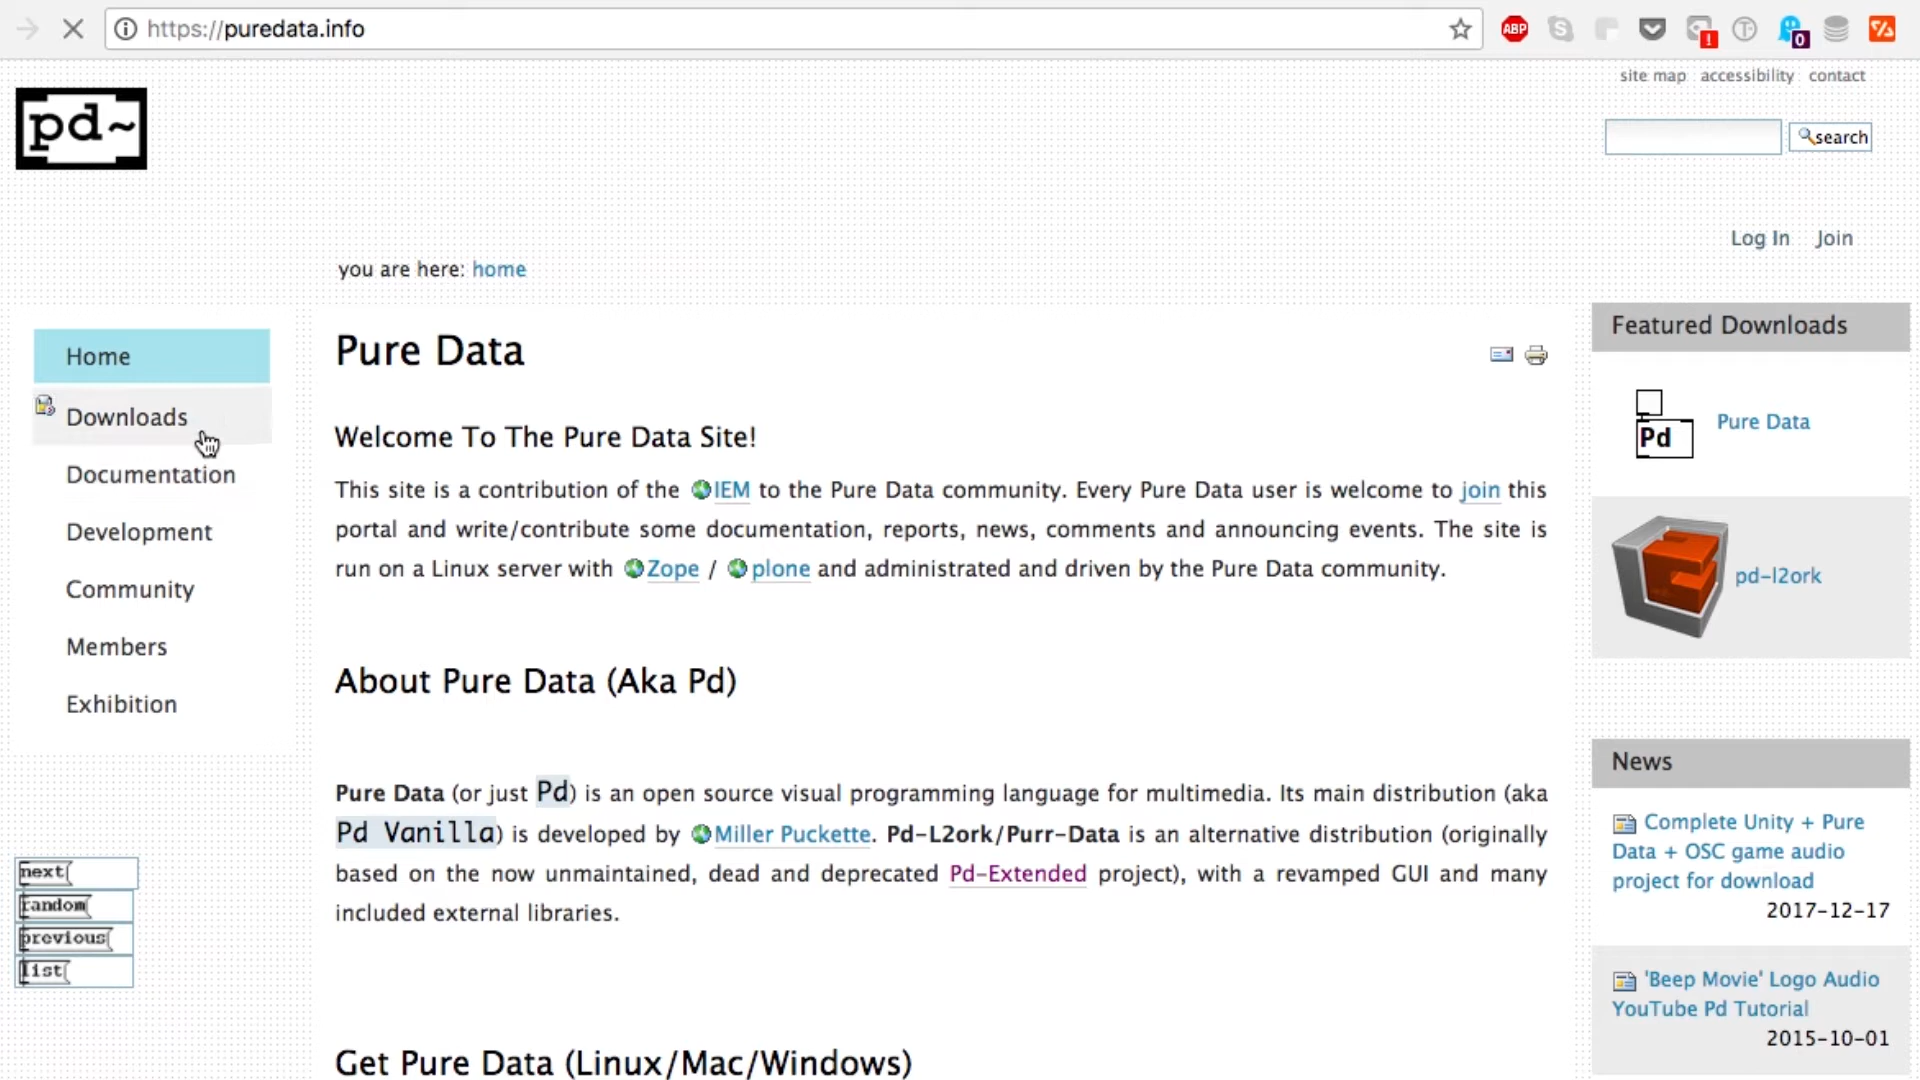 https://puredata.info
ABP
!
0
site map accessibility contact
pd~
search
Log In Join
you are here: home
Home
Downloads
Documentation
Development
Community
Members
Exhibition
next
random
previous
list
Pure Data
Welcome To The Pure Data Site!
This site is a contribution of the IEM to the Pure Data community. Every Pure Data user is welcome to join this
portal and write/contribute some documentation, reports, news, comments and announcing events. The site is
run on a Linux server with Zope / plone and administrated and driven by the Pure Data community.
About Pure Data (Aka Pd)
Pure Data (or just Pd) is an open source visual programming language for multimedia. Its main distribution (aka
Pd Vanilla) is developed by Miller Puckette. Pd-L2ork/Purr-Data is an alternative distribution (originally
based on the now unmaintained, dead and deprecated Pd-Extended project), with a revamped GUI and many
included external libraries.
Get Pure Data (Linux/Mac/Windows)
Featured Downloads
Pd
Pure Data
pd-l2ork
News
Complete Unity + Pure
Data + OSC game audio
project for download
2017-12-17
'Beep Movie' Logo Audio
YouTube Pd Tutorial
2015-10-01